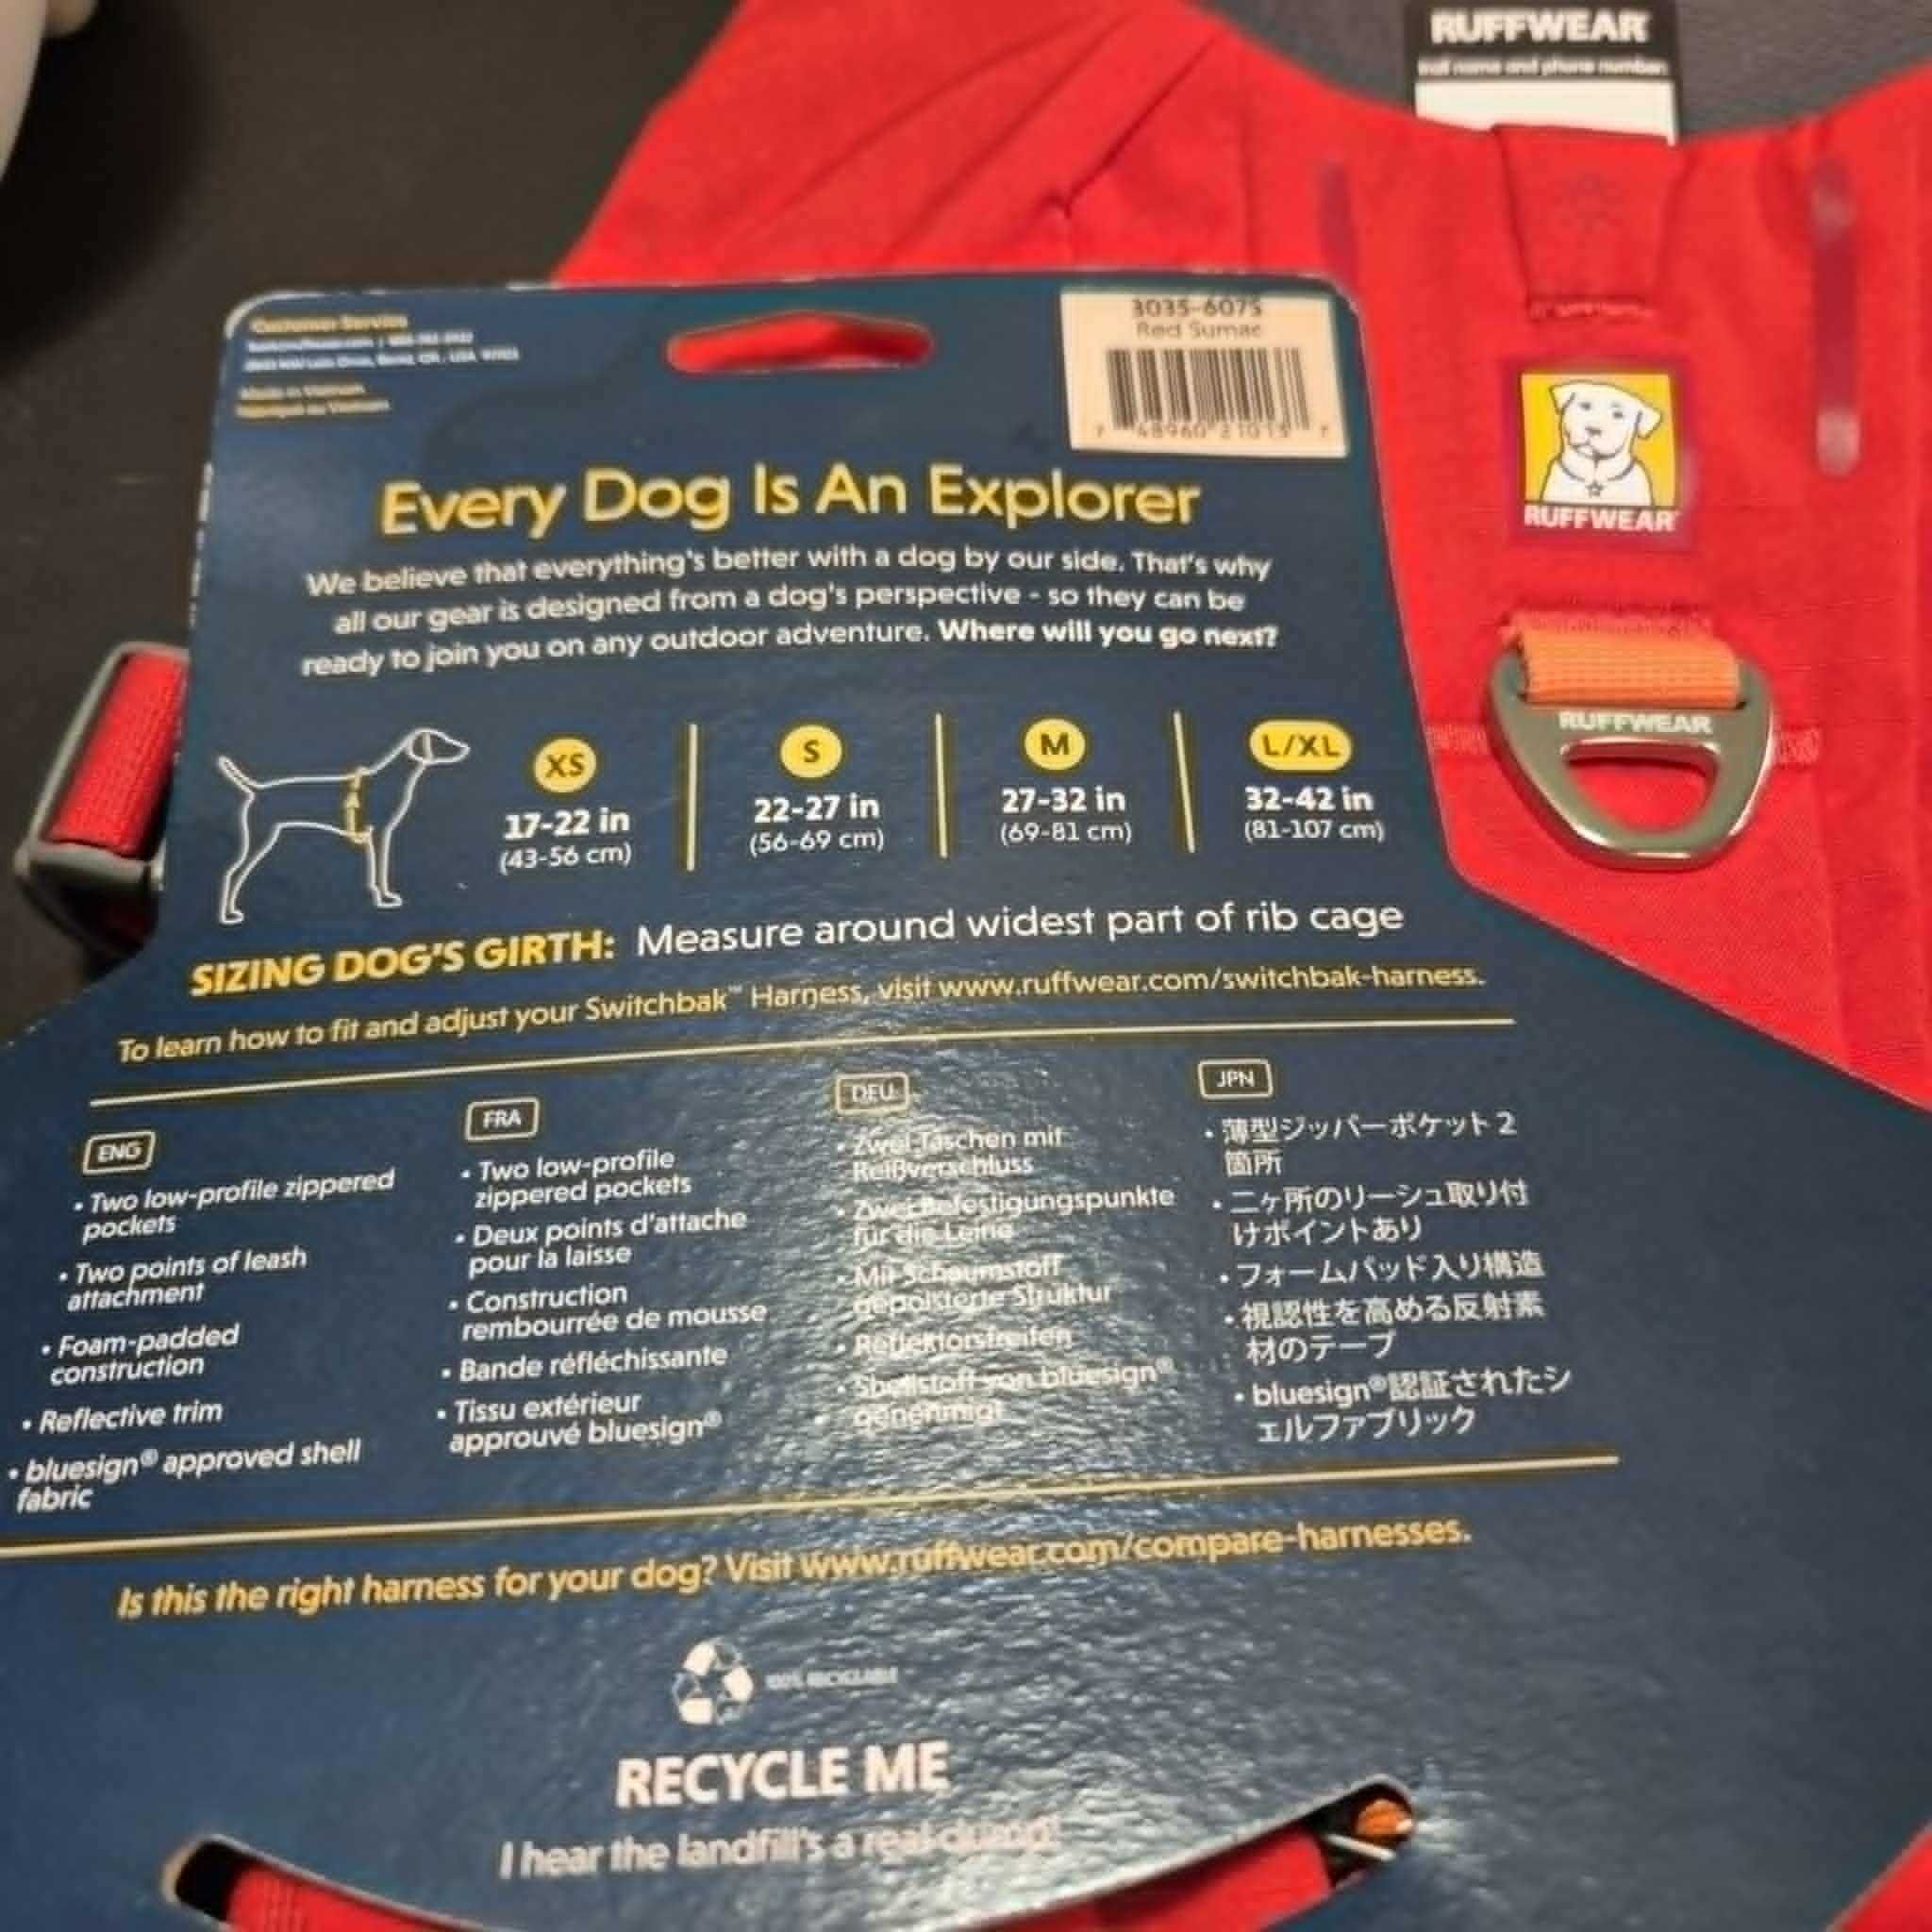 RUFFWEAR
Customer Service
Made in Vietnam
3035-607S
Red Sumac
Every Dog Is An Explorer
We believe that everything's better with a dog by our side. That's why
all our gear is designed from a dog's perspective - so they can be
ready to join you on any outdoor adventure. Where will you go next?
RUFFWEAR
RUFFWEAR
XS
17-22 in
(43-56 cm)
S
22-27 in
(56-69 cm)
M
27-32 in
(69-81 cm)
L/XL
32-42 in
(81-107 cm)
SIZING DOG'S GIRTH: Measure around widest part of rib cage
To learn how to fit and adjust your Switchbak™ Harness, visit www.ruffwear.com/switchbak-harness.
ENG
• Two low-profile zippered
pockets
• Two points of leash
attachment
• Foam-padded
construction
• Reflective trim
• bluesign® approved shell
fabric
FRA
• Two low-profile
zippered pockets
• Deux points d'attache
pour la laisse
• Construction
rembourrée de mousse
• Bande réfléchissante
• Tissu extérieur
approuvé bluesign®
DEU
• Zwei Taschen mit
Reißverschluss
• Zwei Befestigungspunkte
für die Leine
• Mit Schaumstoff
gepolsterte Struktur
• Reflektorstreifen
• Shellstoff von bluesign®
• genehmigt
JPN
• 薄型ジッパーポケット 2
箇所
• 二ヶ所のリーシュ取り付
けポイントあり
• フォームパッド入り構造
• 視認性を高める反射素
材のテープ
• bluesign®認証されたシ
ェルファブリック
Is this the right harness for your dog? Visit www.ruffwear.com/compare-harnesses.
100% RECYCLABLE
RECYCLE ME
I hear the landfill's a real dump!